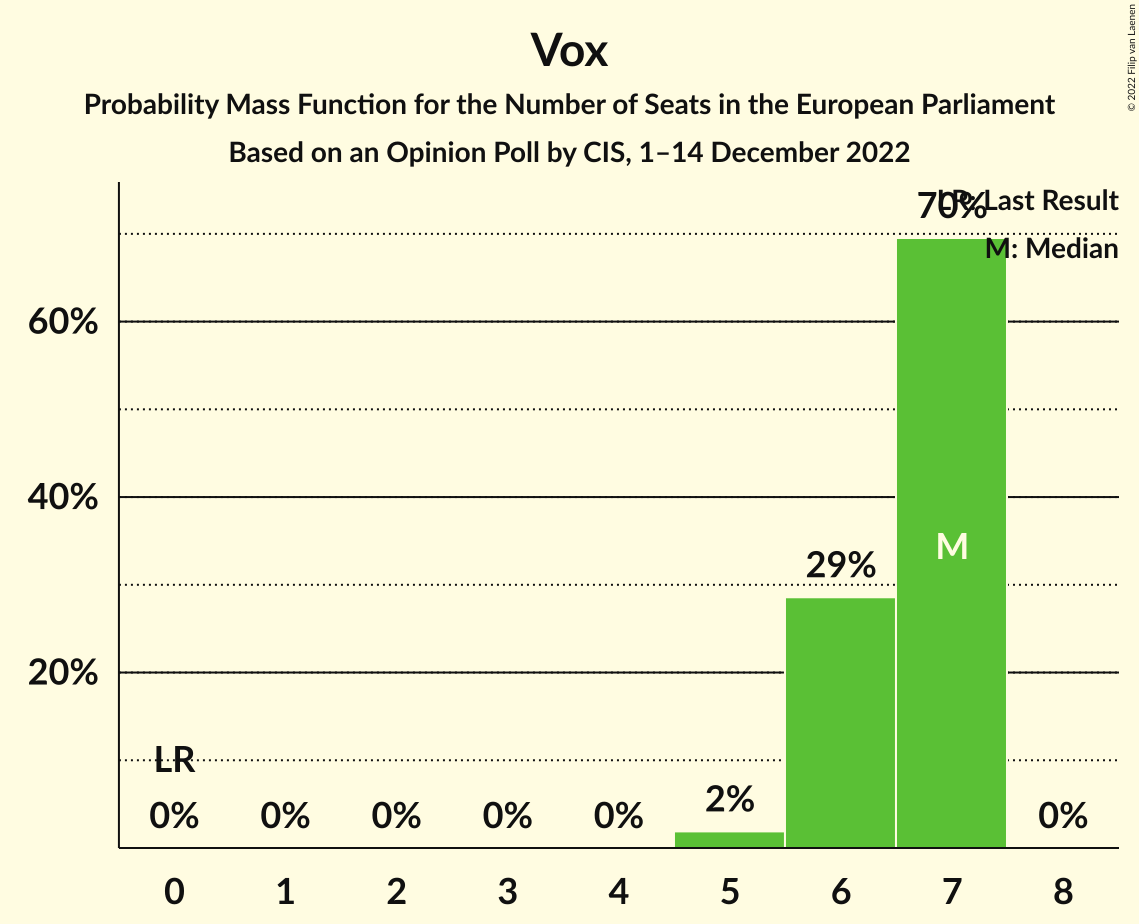 Vox
Probability Mass Function for the Number of Seats in the European Parliament
Based on an Opinion Poll by CIS, 1–14 December 2022
© 2022 Filip van Laenen
LR: Last Result
M: Median
70%
60%
40%
20%
29%
M
LR
0%
0%
0%
0%
0%
2%
0%
0
1
2
3
4
5
6
7
8